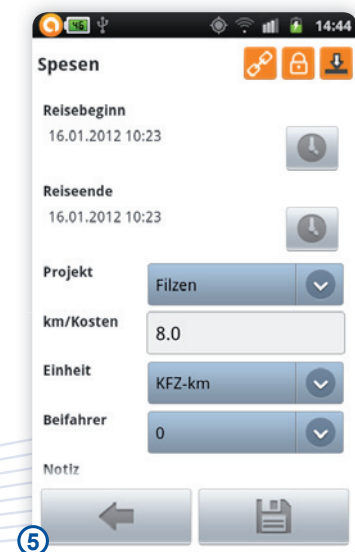 46 14:44
Spesen
Reisebeginn
16.01.2012 10:23
Reiseende
16.01.2012 10:23
Projekt Filzen
km/Kosten 8.0
Einheit KFZ-km
Beifahrer 0
Notiz
5